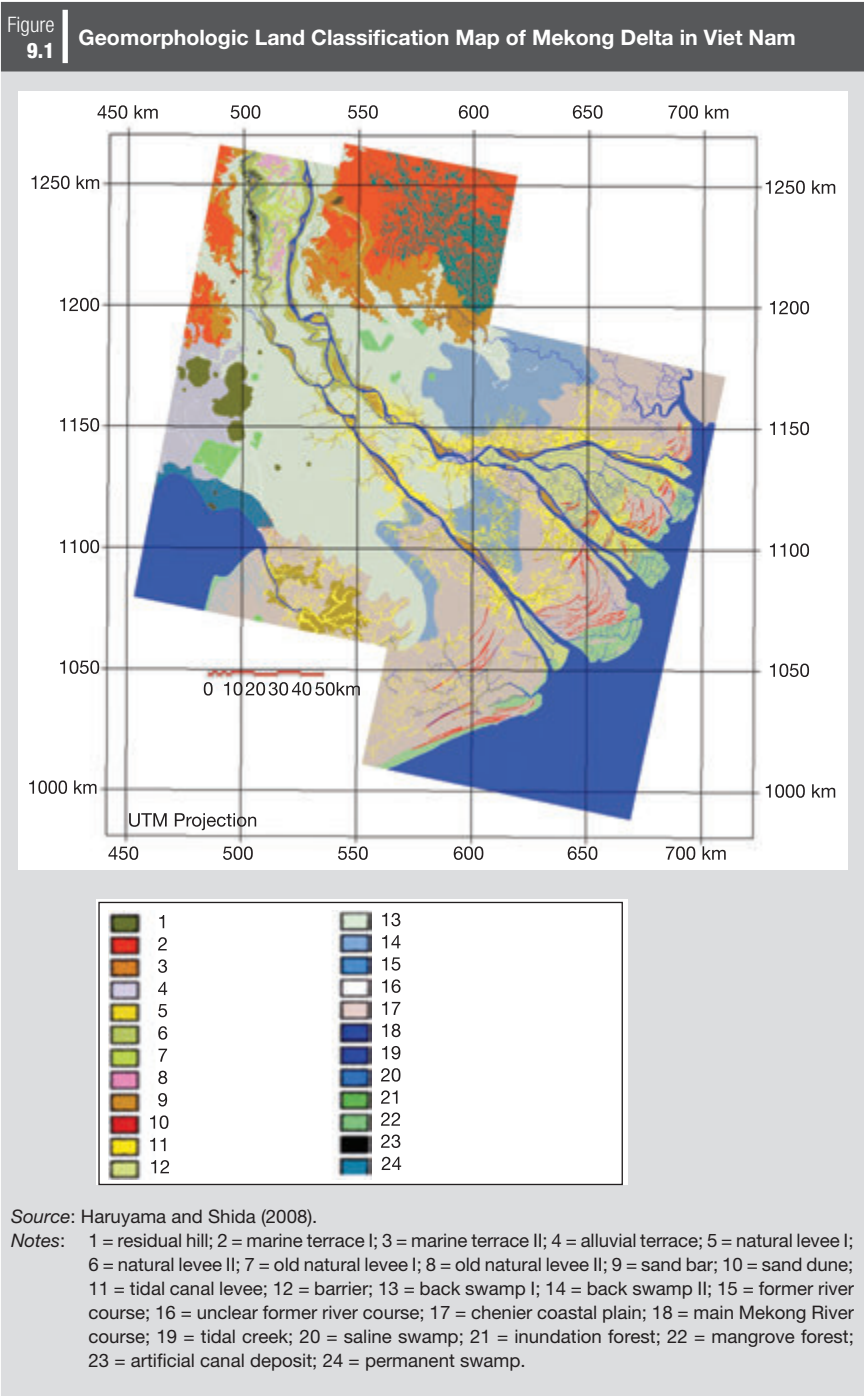 Figure
9.1
Geomorphologic Land Classification Map of Mekong Delta in Viet Nam
450 km 500 550 600 650 700 km
1250 km 1250 km
1200 1200
1150 1150
1100 1100
1050 1050
0 10 20 30 40 50km
1000 km 1000 km
UTM Projection
450 500 550 600 650 700 km
1 13
2 14
3 15
4 16
5 17
6 18
7 19
8 20
9 21
10 22
11 23
12 24
Source: Haruyama and Shida (2008).
Notes: 1 = residual hill; 2 = marine terrace I; 3 = marine terrace II; 4 = alluvial terrace; 5 = natural levee I;
6 = natural levee II; 7 = old natural levee I; 8 = old natural levee II; 9 = sand bar; 10 = sand dune;
11 = tidal canal levee; 12 = barrier; 13 = back swamp I; 14 = back swamp II; 15 = former river
course; 16 = unclear former river course; 17 = chenier coastal plain; 18 = main Mekong River
course; 19 = tidal creek; 20 = saline swamp; 21 = inundation forest; 22 = mangrove forest;
23 = artificial canal deposit; 24 = permanent swamp.